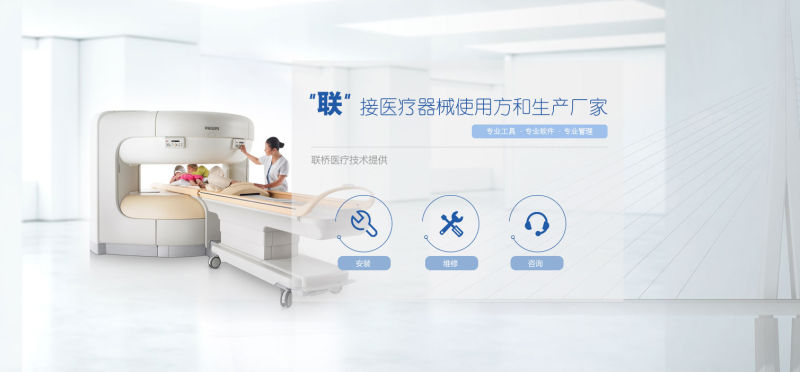 "联" 接医疗器械使用方和生产厂家
专业工具 · 专业软件 · 专业管理
联桥医疗技术提供
PHILIPS
安装
维修
咨询